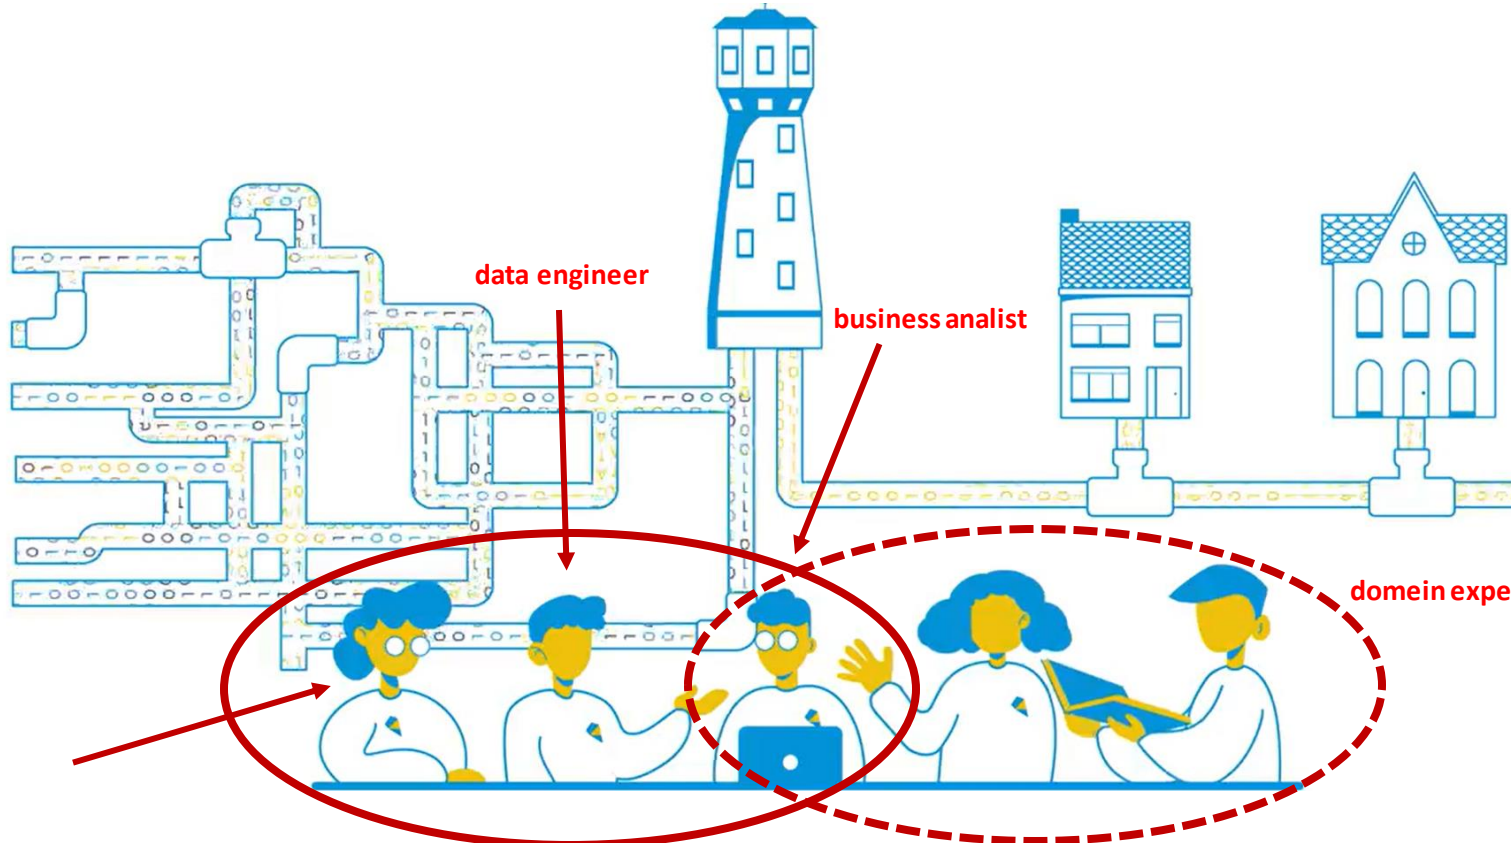 data engineer
business analist
domein expe